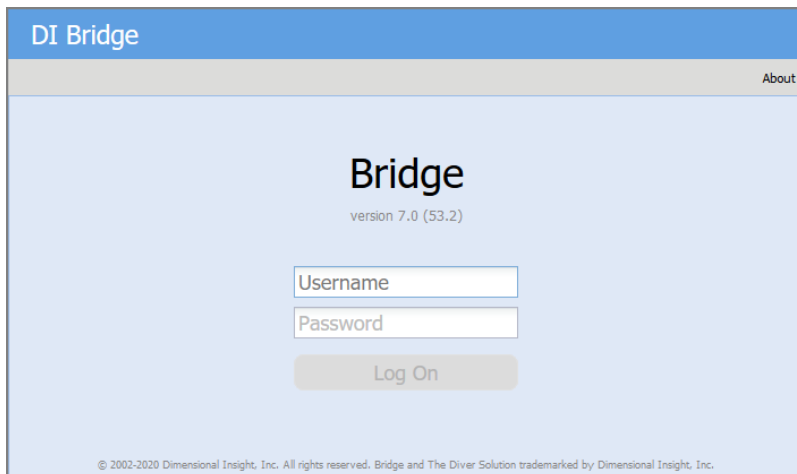 DI Bridge
About
Bridge
version 7.0 (53.2)
Username
Password
Log On
© 2002-2020 Dimensional Insight, Inc. All rights reserved. Bridge and The Diver Solution trademarked by Dimensional Insight, Inc.